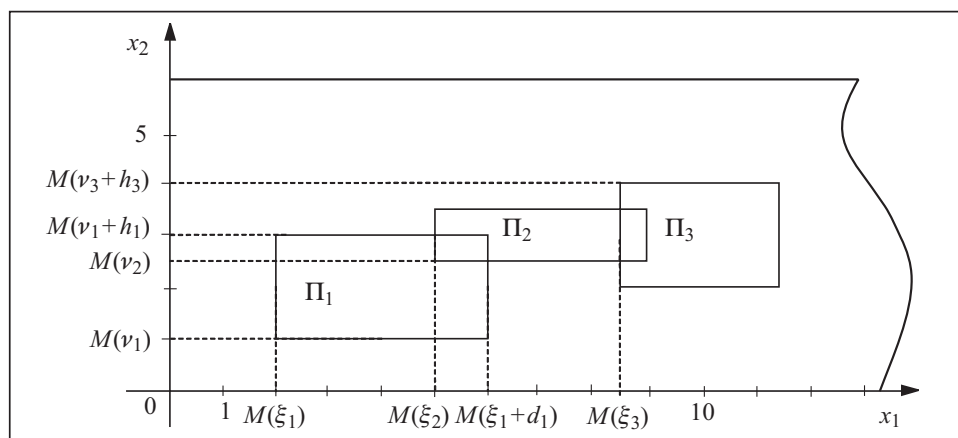 x₂
5
M(ν₃+h₃)
M(ν₁+h₁)
Π₂
Π₃
M(ν₂)
Π₁
M(ν₁)
0
1
M(ξ₁)
M(ξ₂)
M(ξ₁+d₁)
M(ξ₃)
10
x₁